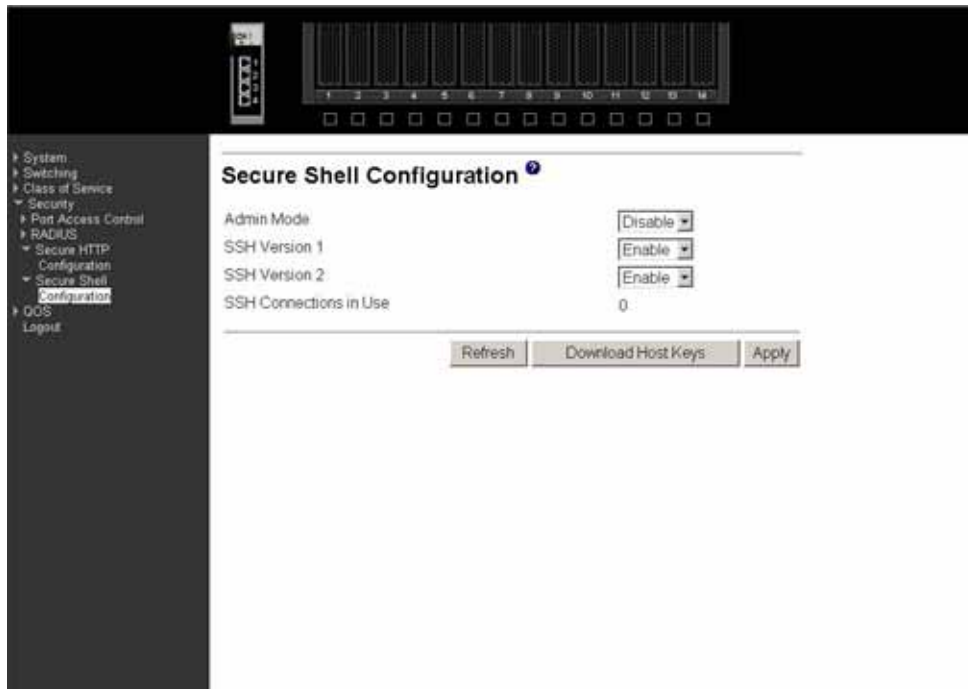 1 2 3 4 5 6 7 8 9 10 11 12 13 14
System
Switching
Class of Service
Security
Port Access Control
RADIUS
Secure HTTP
Configuration
Secure Shell
Configuration
QOS
Logout
Secure Shell Configuration ?
Admin Mode Disable
SSH Version 1 Enable
SSH Version 2 Enable
SSH Connections in Use 0
Refresh Download Host Keys Apply